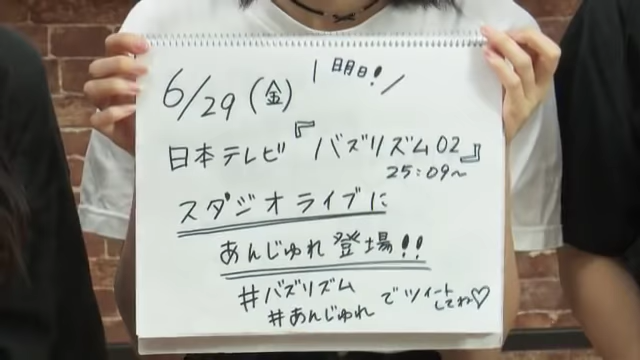 6/29(金) \明日!/
日本テレビ『バズリズム02』
25:09〜
スタジオライブに
あんじゅれ登場!!
#バズリズム
#あんじゅれ でツイートしてね♡